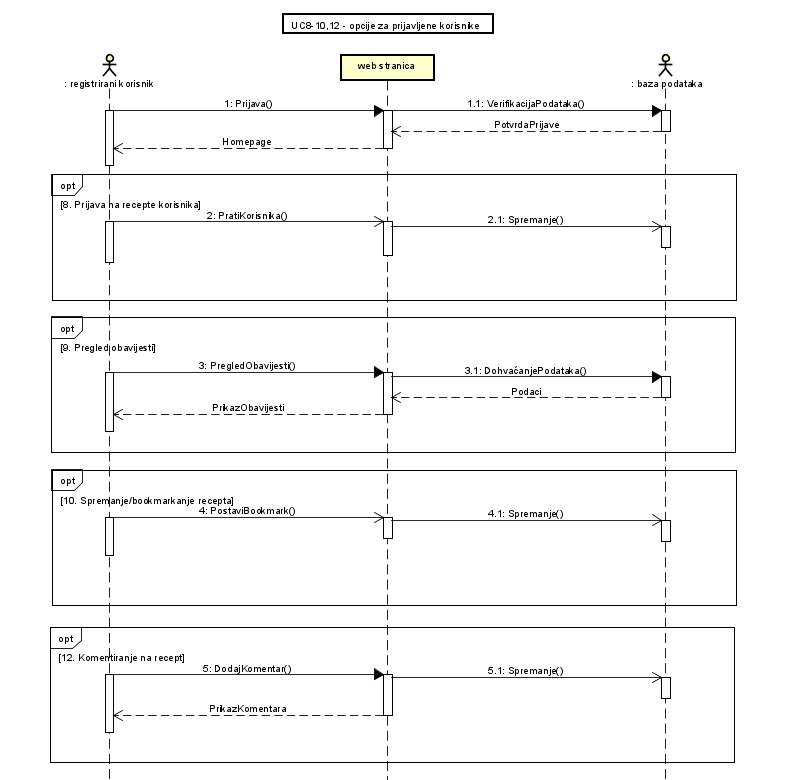 UC8-10,12 - opcije za prijavljene korisnike
: registrirani korisnik
web stranica
: baza podataka
1: Prijava()
1.1: VerifikacijaPodataka()
PotvrdaPrijave
Homepage
opt
[8. Prijava na recepte korisnika]
2: PratiKorisnika()
2.1: Spremanje()
opt
[9. Pregled obavijesti]
3: PregledObavijesti()
3.1: DohvaćanjePodataka()
Podaci
PrikazObavijesti
opt
[10. Spremanje/bookmarkanje recepta]
4: PostaviBookmark()
4.1: Spremanje()
opt
[12. Komentiranje na recept]
5: DodajKomentar()
5.1: Spremanje()
PrikazKomentara